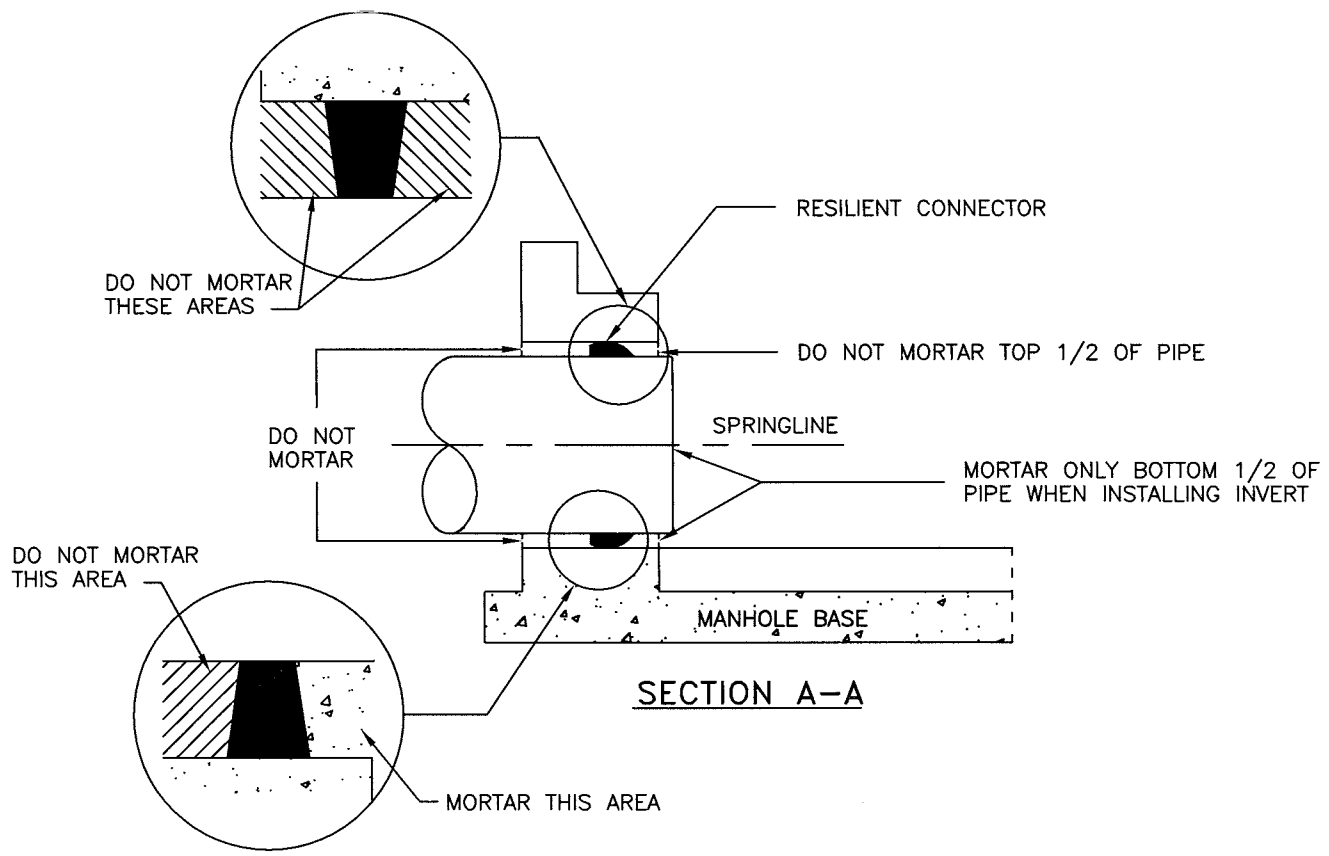 RESILIENT CONNECTOR
DO NOT MORTAR
THESE AREAS
DO NOT MORTAR TOP 1/2 OF PIPE
SPRINGLINE
DO NOT
MORTAR
MORTAR ONLY BOTTOM 1/2 OF
PIPE WHEN INSTALLING INVERT
DO NOT MORTAR
THIS AREA
MANHOLE BASE
SECTION A-A
MORTAR THIS AREA